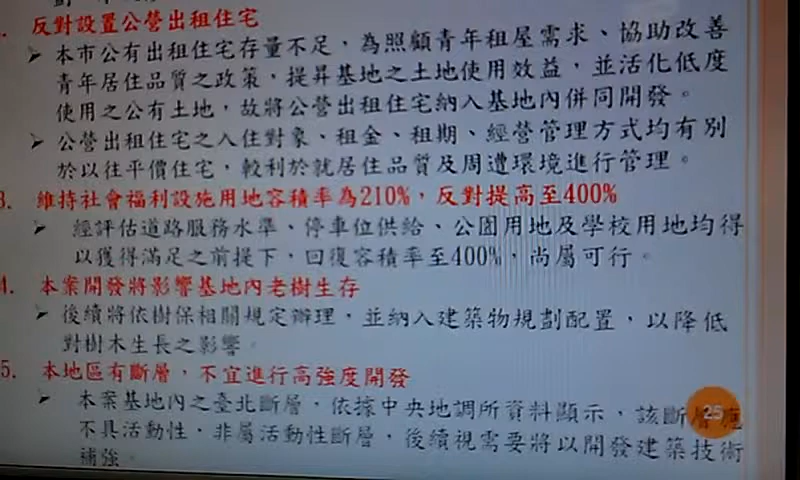 反對設置公營出租住宅
本市公有出租住宅存量不足，為照顧青年租屋需求、協助改善
青年居住品質之政策，提昇基地之土地使用效益，並活化低度
使用之公有土地，故將公營出租住宅納入基地內併同開發。
公營出租住宅之入住對象、租金、租期、經營管理方式均有別
於以往平價住宅，較利於就居住品質及周遭環境進行管理。
3. 維持社會福利設施用地容積率為210%，反對提高至400%
經評估道路服務水準、停車位供給、公園用地及學校用地均得
以獲得滿足之前提下，回復容積率至400%，尚屬可行。
4. 本案開發將影響基地內老樹生存
後續將依樹保相關規定辦理，並納入建築物規劃配置，以降低
對樹木生長之影響。
5. 本地區有斷層，不宜進行高強度開發
本案基地內之臺北斷層，依據中央地調所資料顯示，該斷層
25
不具活動性，非屬活動性斷層，後續視需要將以開發建築技術
補強。